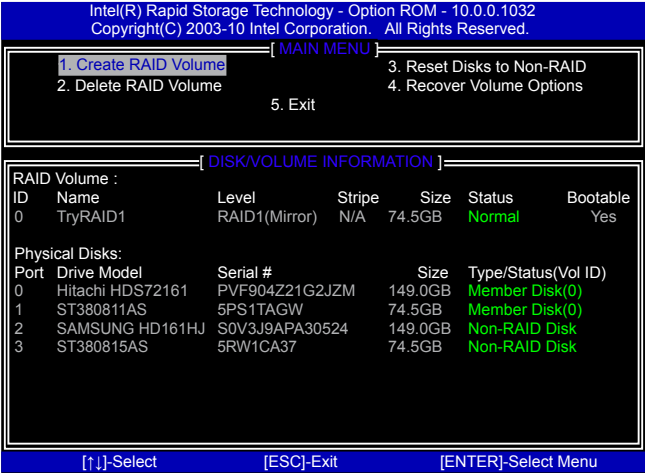 Intel(R) Rapid Storage Technology - Option ROM - 10.0.0.1032
Copyright(C) 2003-10 Intel Corporation. All Rights Reserved.
[ MAIN MENU ]
1. Create RAID Volume 3. Reset Disks to Non-RAID
2. Delete RAID Volume 4. Recover Volume Options
5. Exit
[ DISK/VOLUME INFORMATION ]
RAID Volume :
ID Name Level Stripe Size Status Bootable
0 TryRAID1 RAID1(Mirror) N/A 74.5GB Normal Yes
Physical Disks:
Port Drive Model Serial # Size Type/Status(Vol ID)
0 Hitachi HDS72161 PVF904Z21G2JZM 149.0GB Member Disk(0)
1 ST380811AS 5PS1TAGW 74.5GB Member Disk(0)
2 SAMSUNG HD161HJ S0V3J9APA30524 149.0GB Non-RAID Disk
3 ST380815AS 5RW1CA37 74.5GB Non-RAID Disk
[↑↓]-Select [ESC]-Exit [ENTER]-Select Menu